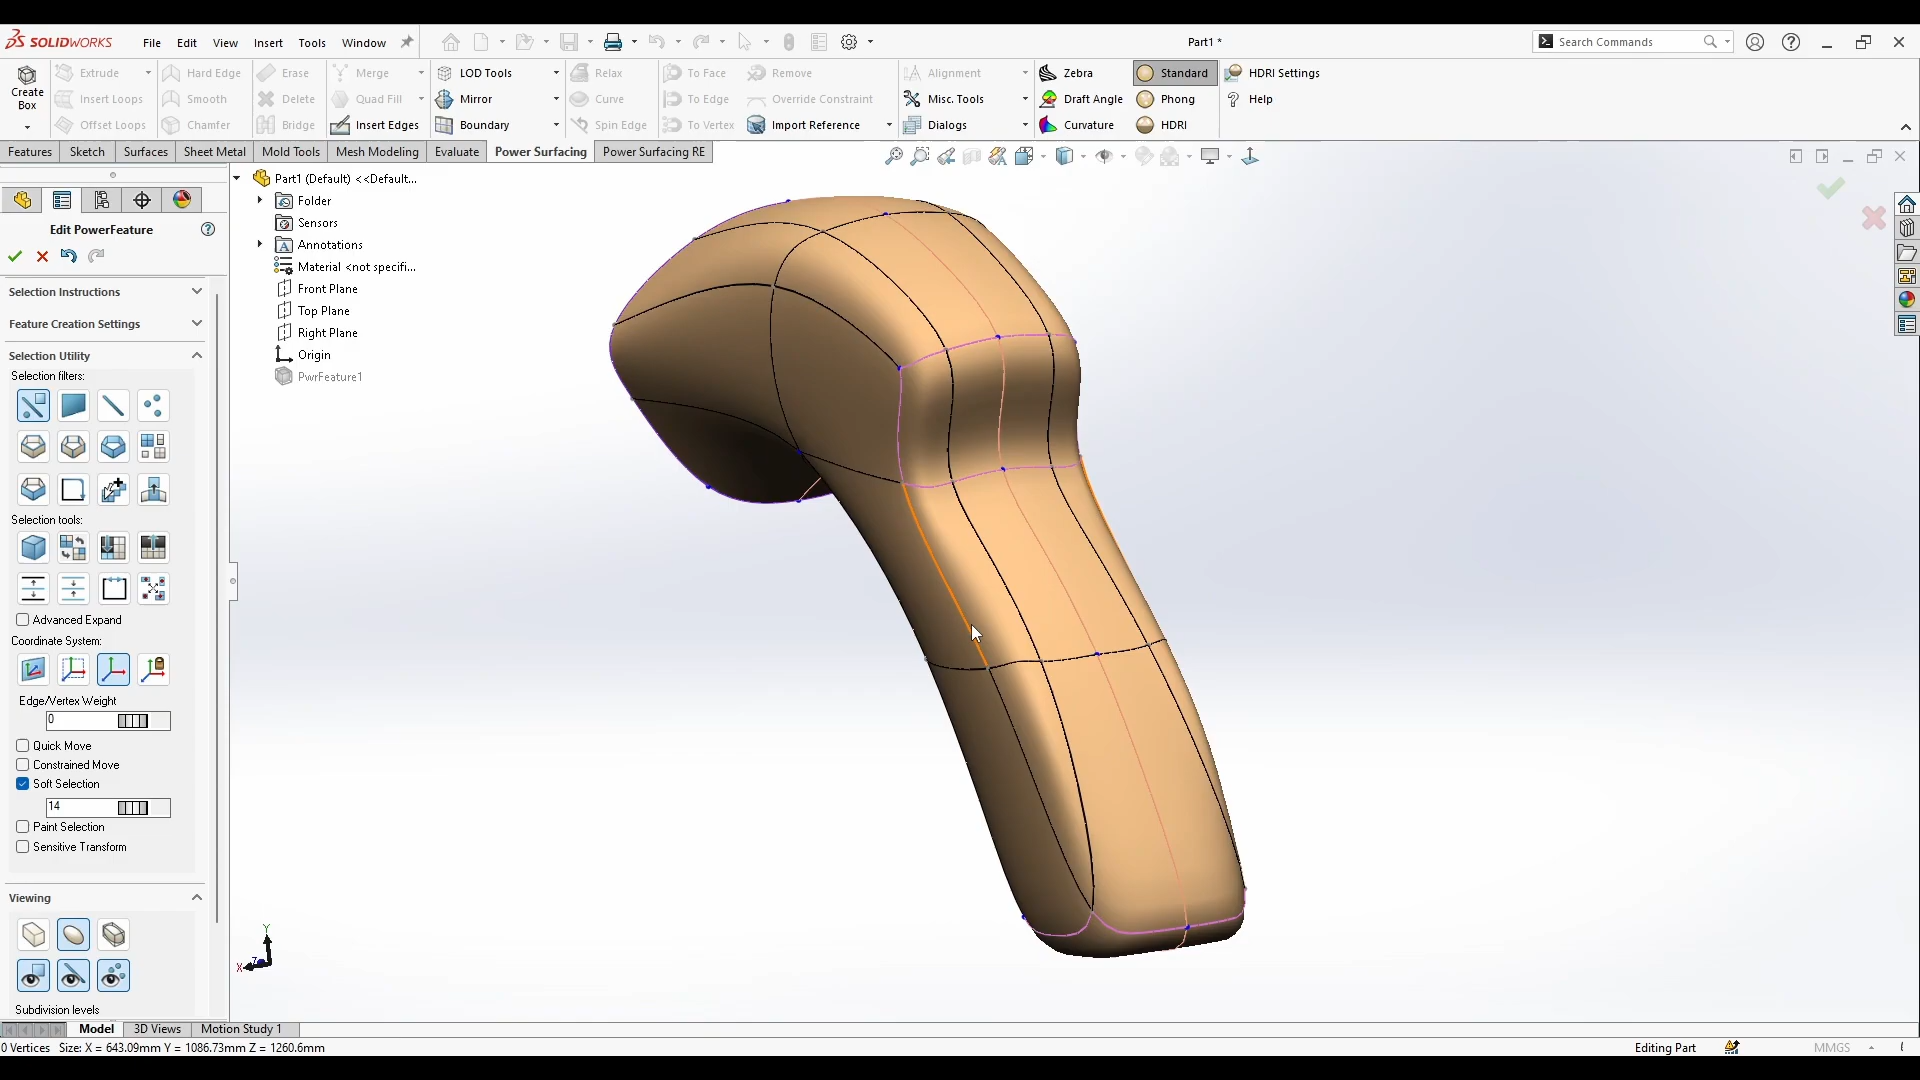 SOLIDWORKS File Edit View Insert Tools Window Part1 * Search Commands
Create Box
Extrude Hard Edge Erase Merge LOD Tools Relax To Face Remove Alignment Zebra Standard HDRI Settings
Insert Loops Smooth Delete Quad Fill Mirror Curve To Edge Override Constraint Misc. Tools Draft Angle Phong Help
Offset Loops Chamfer Bridge Insert Edges Boundary Spin Edge To Vertex Import Reference Dialogs Curvature HDRI
Features Sketch Surfaces Sheet Metal Mold Tools Mesh Modeling Evaluate Power Surfacing Power Surfacing RE
Part1 (Default) <<Default...
Folder
Sensors
Annotations
Material <not specifi...
Front Plane
Top Plane
Right Plane
Origin
PwrFeature1
Edit PowerFeature
Selection Instructions
Feature Creation Settings
Selection Utility
Selection filters:
Selection tools:
Advanced Expand
Coordinate System:
Edge/Vertex Weight
0
Quick Move
Constrained Move
Soft Selection
14
Paint Selection
Sensitive Transform
Viewing
Subdivision levels
Y
X Z
Model 3D Views Motion Study 1
0 Vertices Size: X = 643.09mm Y = 1086.73mm Z = 1260.6mm Editing Part MMGS